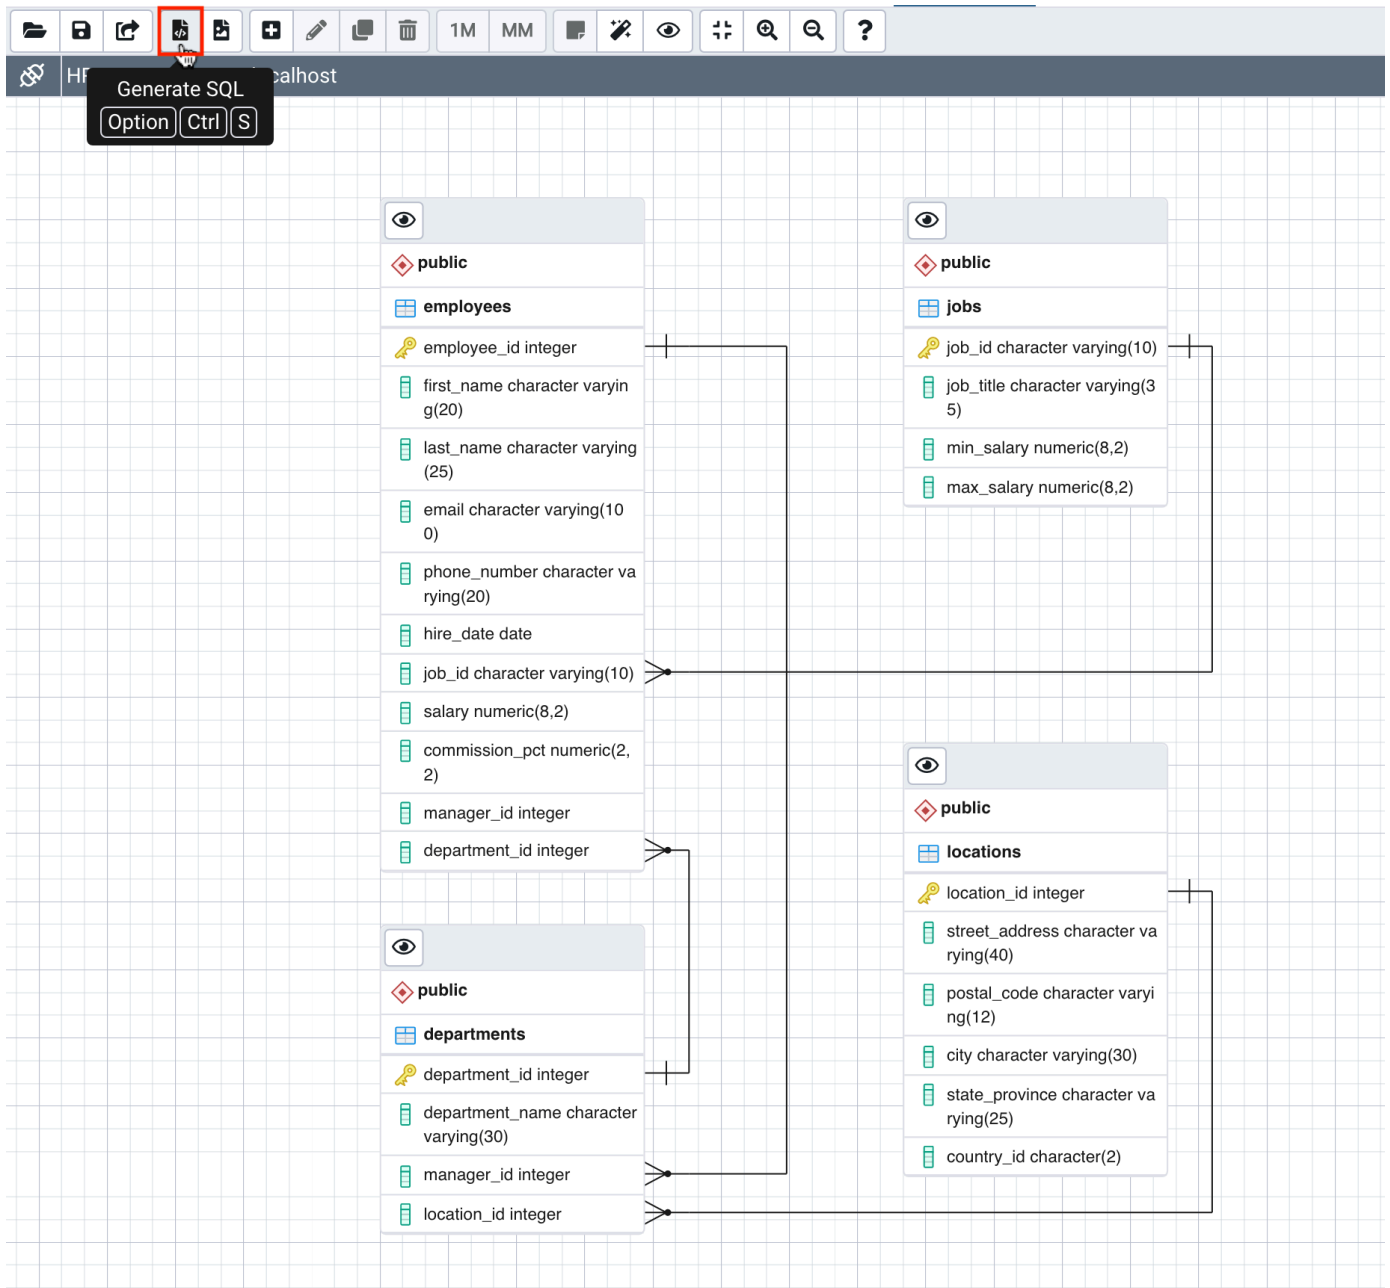 1M MM ?
HR
calhost
Generate SQL
Option Ctrl S
public
employees
employee_id integer
first_name character varyin
g(20)
last_name character varying
(25)
email character varying(10
0)
phone_number character va
rying(20)
hire_date date
job_id character varying(10)
salary numeric(8,2)
commission_pct numeric(2,
2)
manager_id integer
department_id integer
public
departments
department_id integer
department_name character
varying(30)
manager_id integer
location_id integer
public
jobs
job_id character varying(10)
job_title character varying(3
5)
min_salary numeric(8,2)
max_salary numeric(8,2)
public
locations
location_id integer
street_address character va
rying(40)
postal_code character varyi
ng(12)
city character varying(30)
state_province character va
rying(25)
country_id character(2)